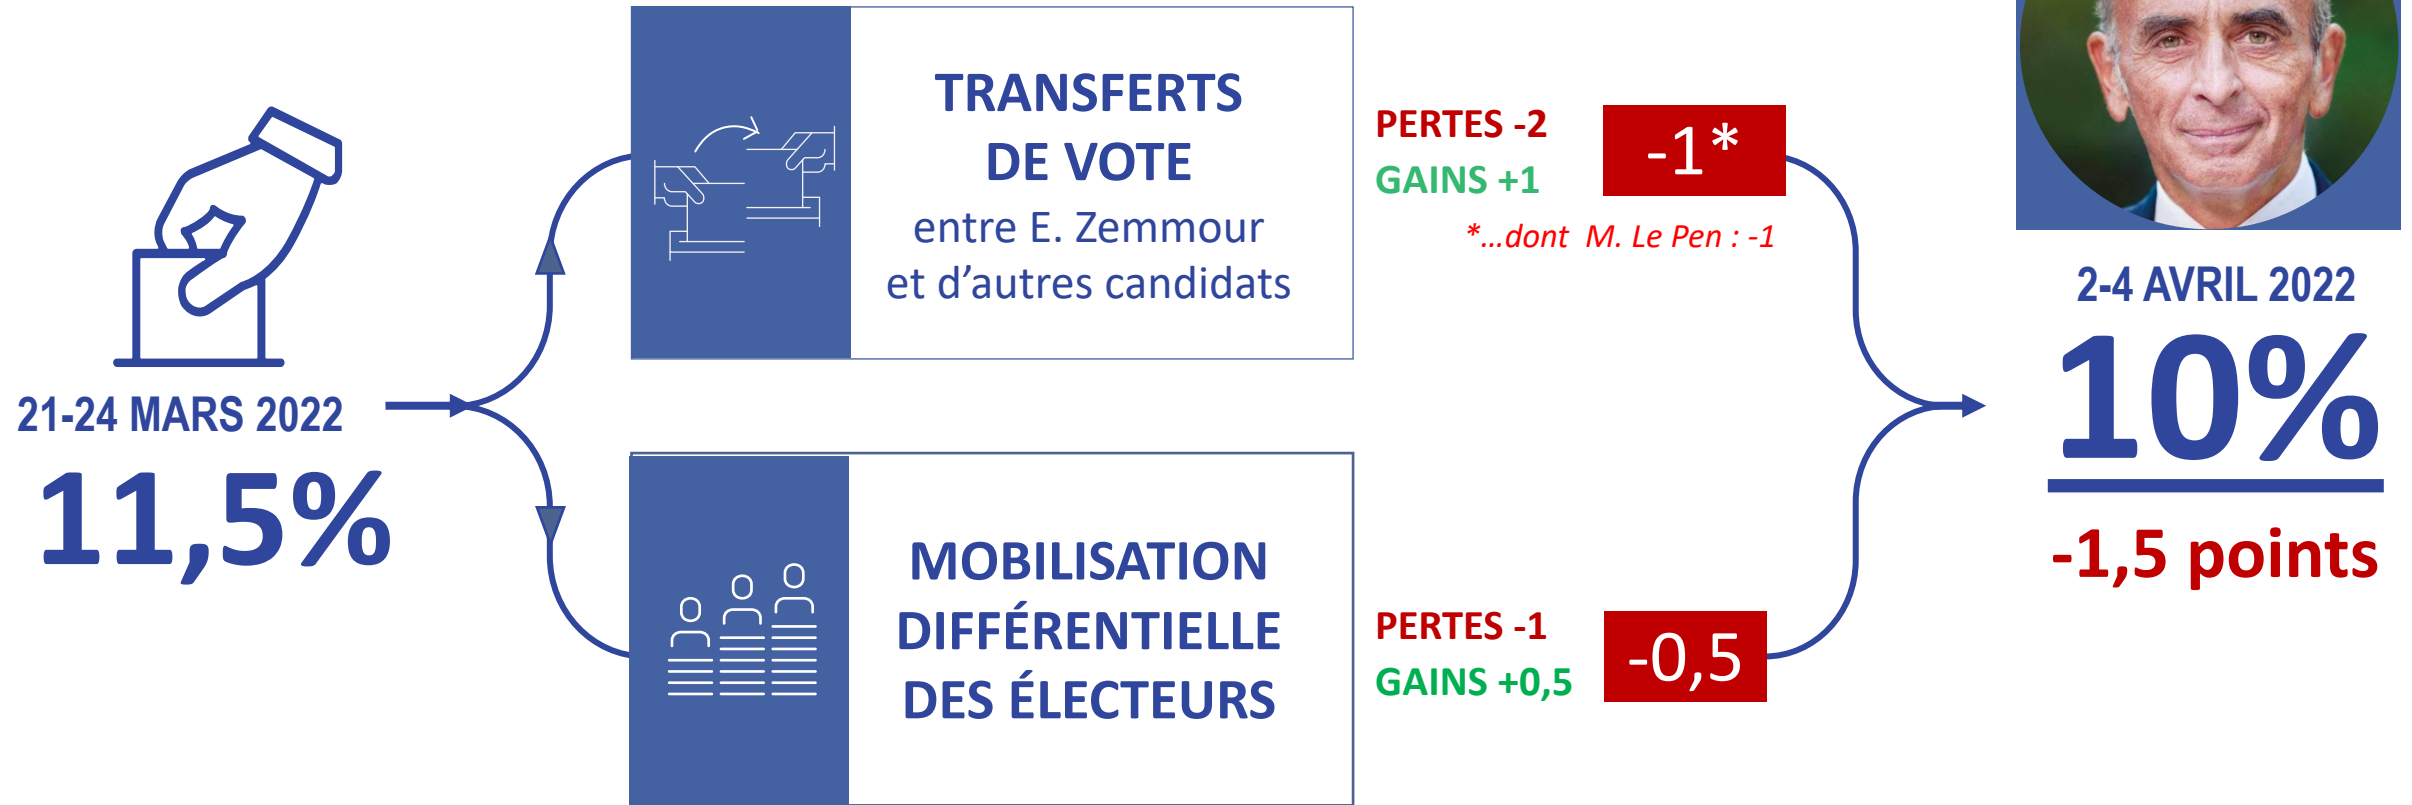 21-24 MARS 2022
11,5%
TRANSFERTS
DE VOTE
entre E. Zemmour
et d’autres candidats
PERTES -2
GAINS +1
-1*
*…dont M. Le Pen : -1
MOBILISATION
DIFFÉRENTIELLE
DES ÉLECTEURS
PERTES -1
GAINS +0,5
-0,5
2-4 AVRIL 2022
10%
-1,5 points